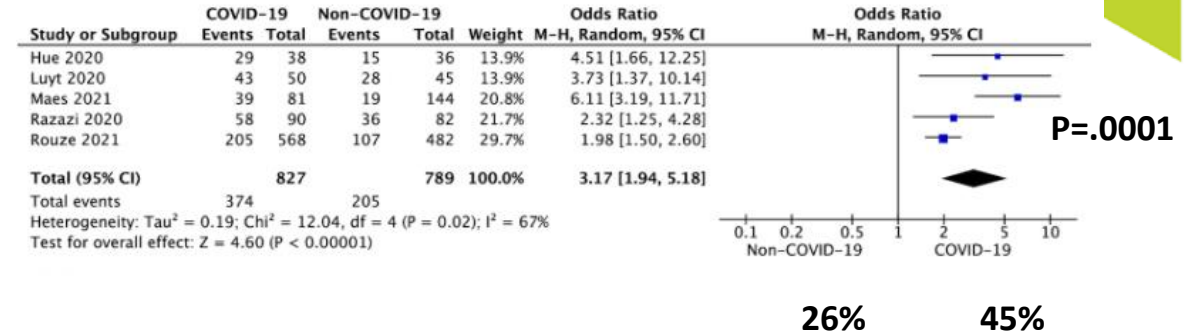 COVID-19 Non-COVID-19 Odds Ratio Odds Ratio
Study or Subgroup Events Total Events Total Weight M-H, Random, 95% CI M-H, Random, 95% CI
Hue 2020 29 38 15 36 13.9% 4.51 [1.66, 12.25]
Luyt 2020 43 50 28 45 13.9% 3.73 [1.37, 10.14]
Maes 2021 39 81 19 144 20.8% 6.11 [3.19, 11.71]
Razazi 2020 58 90 36 82 21.7% 2.32 [1.25, 4.28]
Rouze 2021 205 568 107 482 29.7% 1.98 [1.50, 2.60]
P=.0001
Total (95% CI) 827 789 100.0% 3.17 [1.94, 5.18]
Total events 374 205
Heterogeneity: Tau² = 0.19; Chi² = 12.04, df = 4 (P = 0.02); I² = 67%
Test for overall effect: Z = 4.60 (P < 0.00001)
0.1 0.2 0.5 1 2 5 10
Non-COVID-19 COVID-19
26% 45%